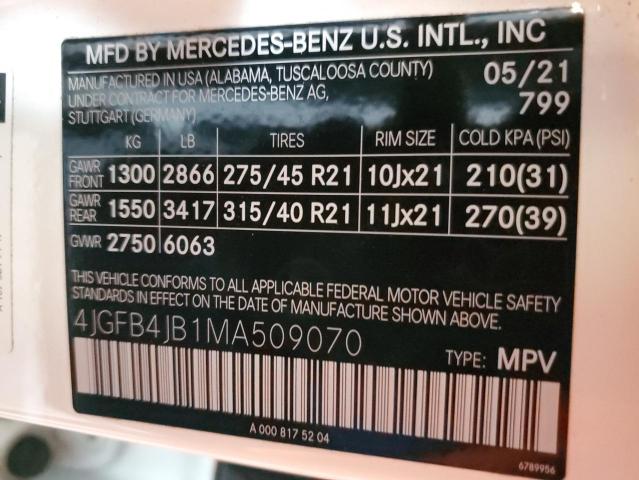 MFD BY MERCEDES-BENZ U.S. INTL., INC
MANUFACTURED IN USA (ALABAMA, TUSCALOOSA COUNTY) 05/21
UNDER CONTRACT FOR MERCEDES-BENZ AG, 799
STUTTGART (GERMANY)
KG LB TIRES RIM SIZE COLD KPA (PSI)
GAWR FRONT 1300 2866 275/45 R21 10Jx21 210(31)
GAWR REAR 1550 3417 315/40 R21 11Jx21 270(39)
GVWR 2750 6063
THIS VEHICLE CONFORMS TO ALL APPLICABLE FEDERAL MOTOR VEHICLE SAFETY
STANDARDS IN EFFECT ON THE DATE OF MANUFACTURE SHOWN ABOVE.
4JGFB4JB1MA509070
TYPE: MPV
A 000 817 52 04
6789956